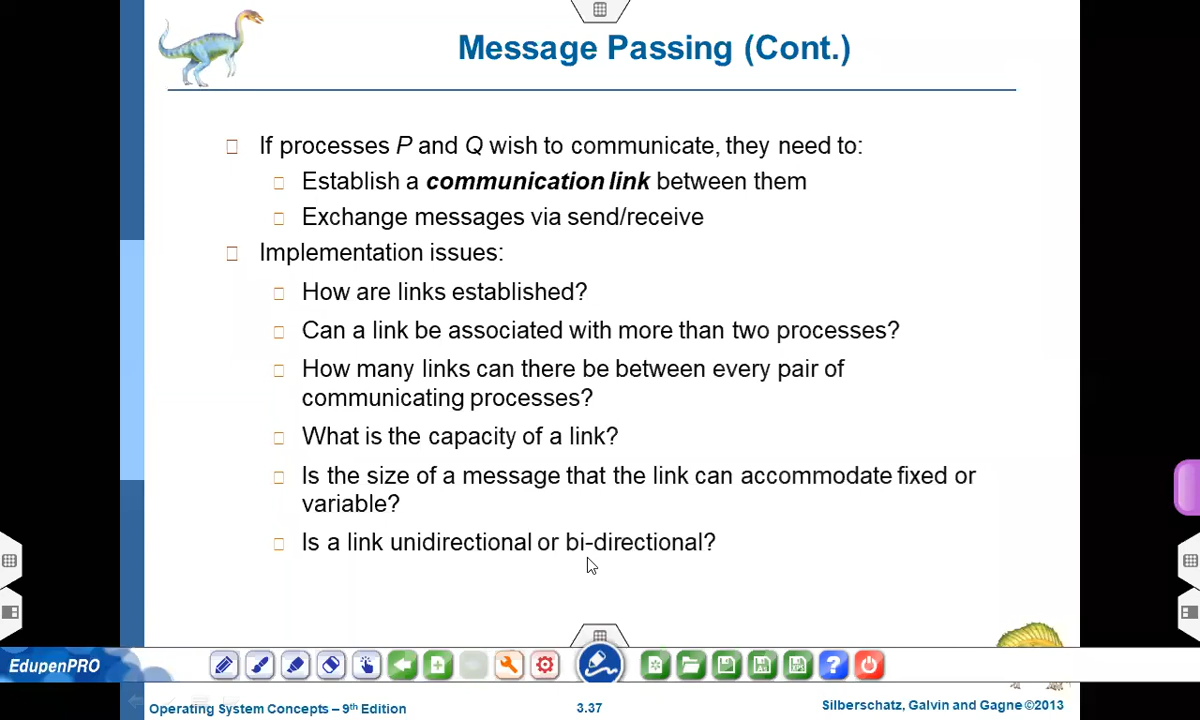 Message Passing (Cont.)
If processes P and Q wish to communicate, they need to:
Establish a communication link between them
Exchange messages via send/receive
Implementation issues:
How are links established?
Can a link be associated with more than two processes?
How many links can there be between every pair of
communicating processes?
What is the capacity of a link?
Is the size of a message that the link can accommodate fixed or
variable?
Is a link unidirectional or bi-directional?
EdupenPRO
Operating System Concepts – 9th Edition
3.37
Silberschatz, Galvin and Gagne ©2013